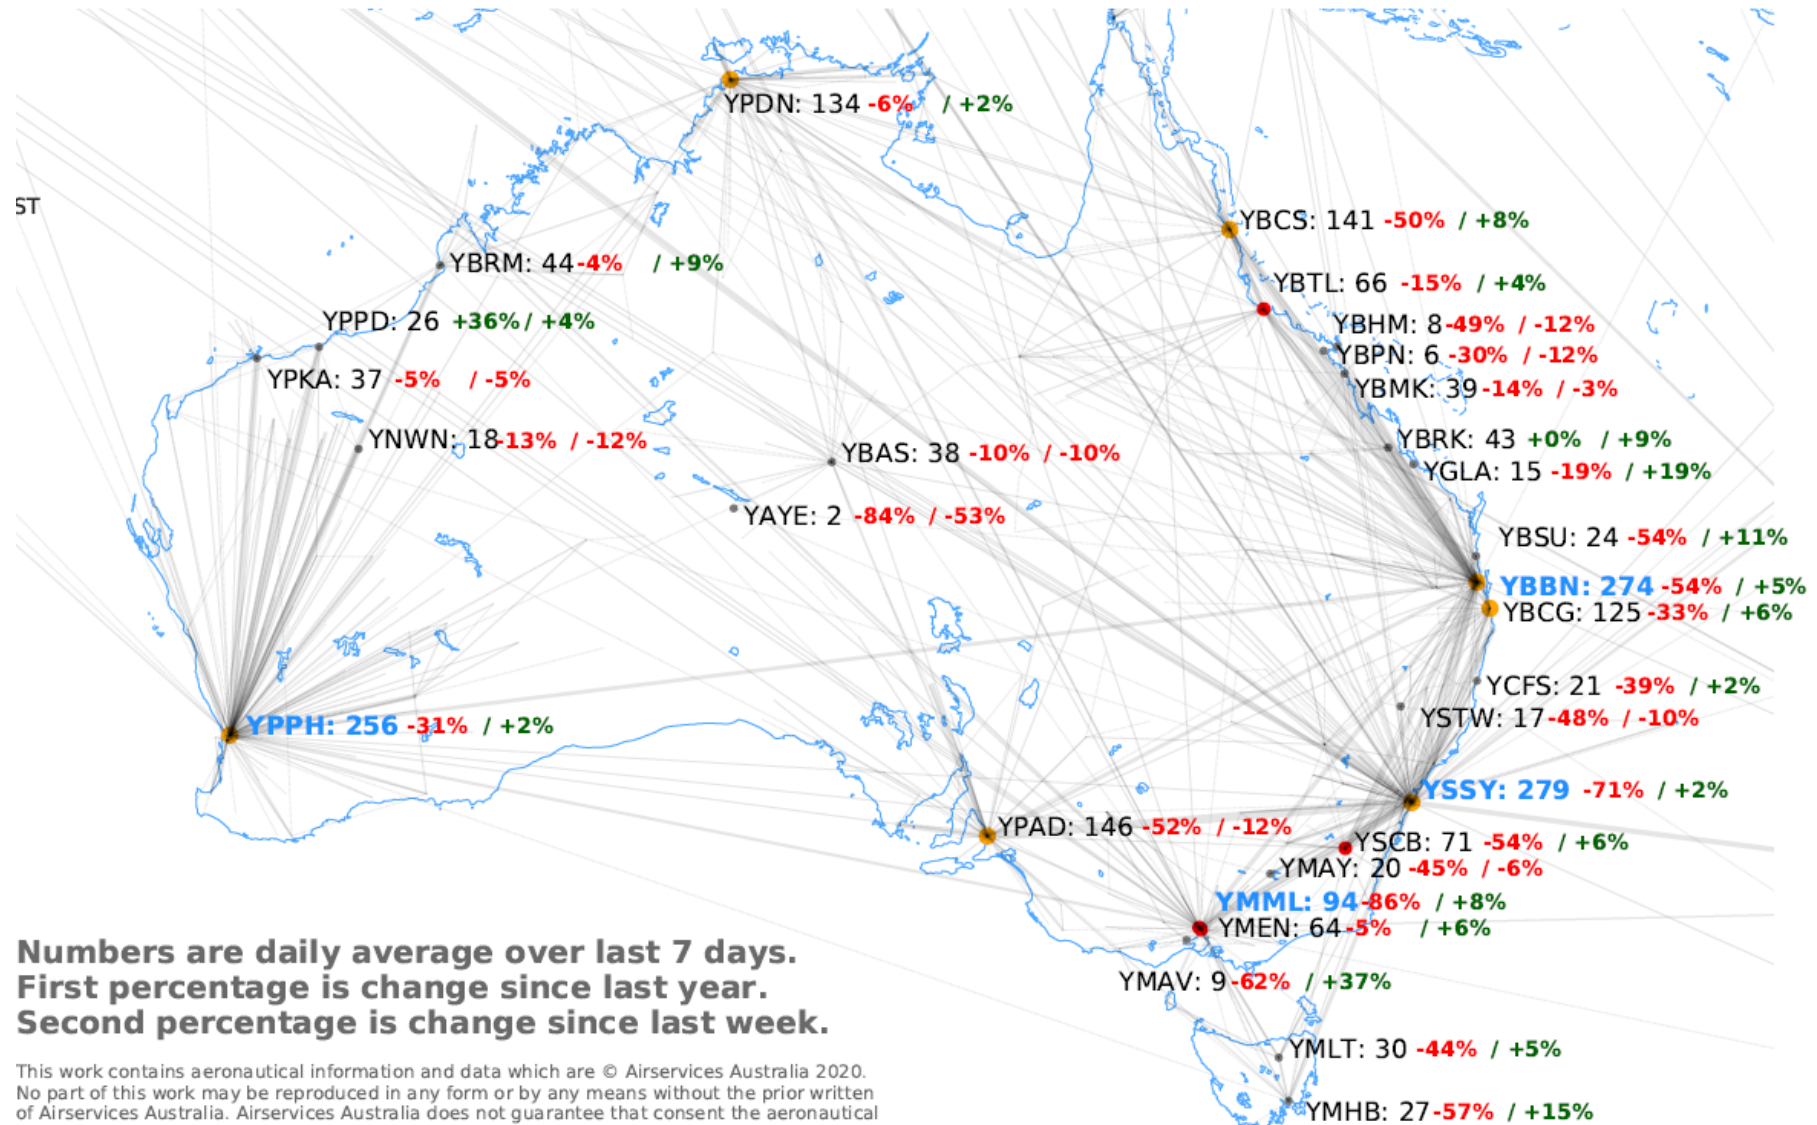 YPDN: 134 -6% / +2%
ST
YBCS: 141 -50% / +8%
YBRM: 44 -4% / +9%
YBTL: 66 -15% / +4%
YPPD: 26 +36% / +4%
YBHM: 8 -49% / -12%
YBPN: 6 -30% / -12%
YPKA: 37 -5% / -5%
YBMK: 39 -14% / -3%
YNWN: 18 -13% / -12%
YBRK: 43 +0% / +9%
YBAS: 38 -10% / -10%
YGLA: 15 -19% / +19%
YAYE: 2 -84% / -53%
YBSU: 24 -54% / +11%
YBBN: 274 -54% / +5%
YBCG: 125 -33% / +6%
YCFS: 21 -39% / +2%
YSTW: 17 -48% / -10%
YPPH: 256 -31% / +2%
YSSY: 279 -71% / +2%
YPAD: 146 -52% / -12%
YSCB: 71 -54% / +6%
YMAY: 20 -45% / -6%
YMML: 94 -86% / +8%
YMEN: 64 -5% / +6%
YMAV: 9 -62% / +37%
YMLT: 30 -44% / +5%
YMHB: 27 -57% / +15%
Numbers are daily average over last 7 days.
First percentage is change since last year.
Second percentage is change since last week.
This work contains aeronautical information and data which are © Airservices Australia 2020.
No part of this work may be reproduced in any form or by any means without the prior written
of Airservices Australia. Airservices Australia does not guarantee that consent the aeronautical